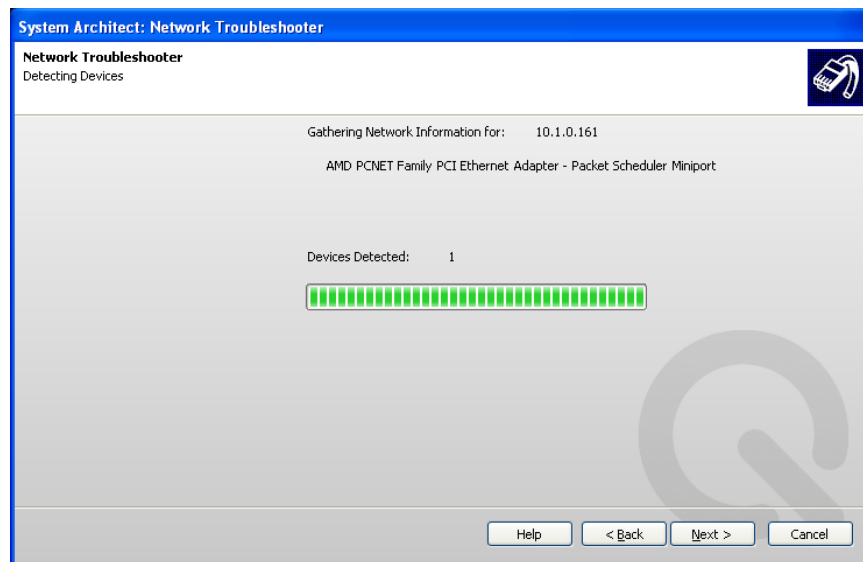 System Architect: Network Troubleshooter
Network Troubleshooter
Detecting Devices
Gathering Network Information for: 10.1.0.161
AMD PCNET Family PCI Ethernet Adapter - Packet Scheduler Miniport
Devices Detected: 1
Help < Back Next > Cancel